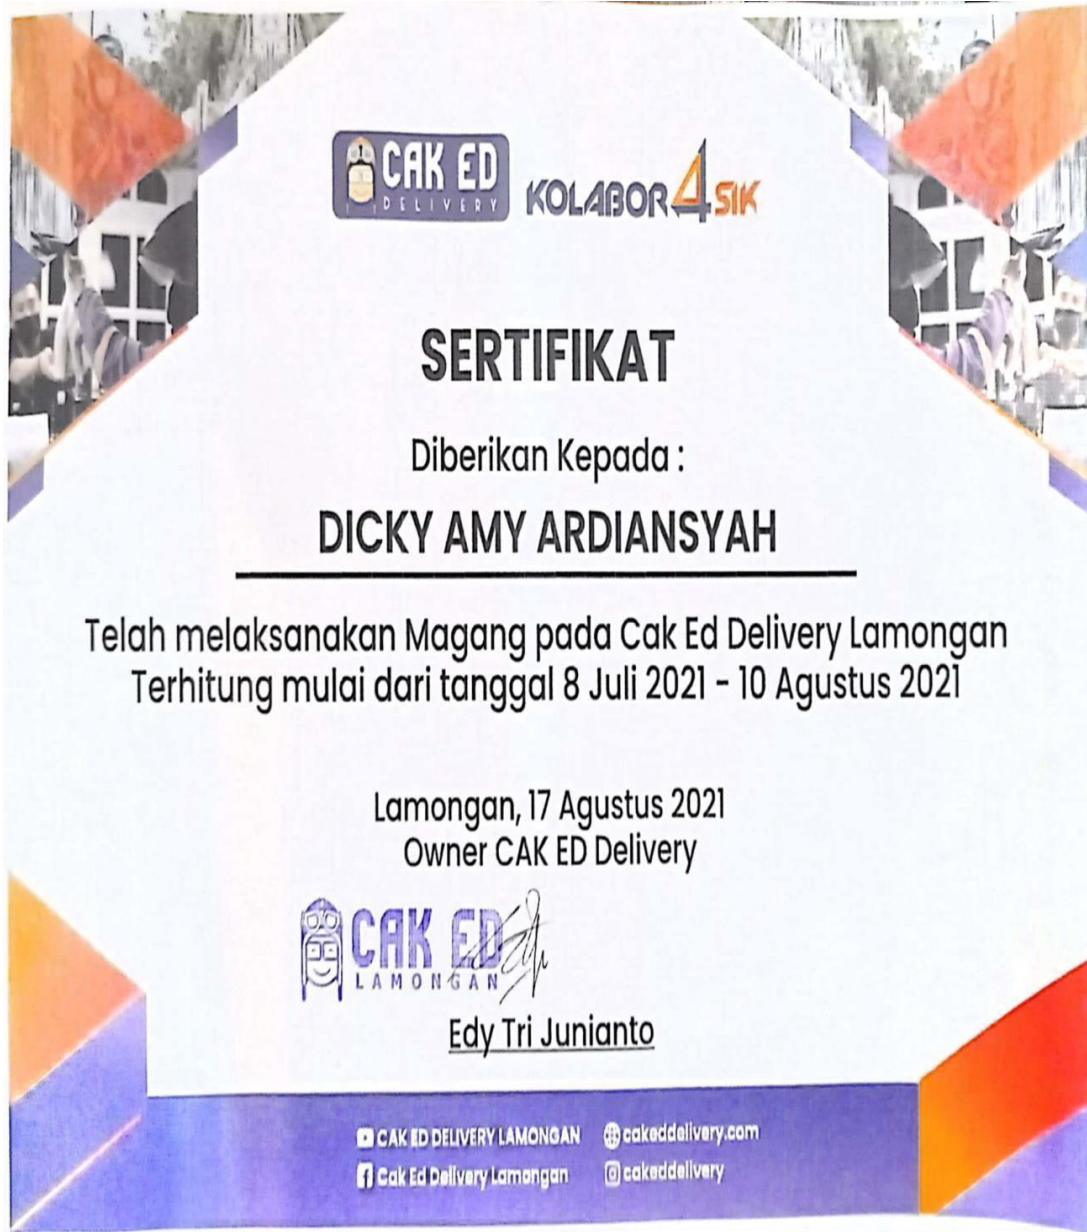 CAK ED
DELIVERY
KOLABOR4SIK
SERTIFIKAT
Diberikan Kepada :
DICKY AMY ARDIANSYAH
Telah melaksanakan Magang pada Cak Ed Delivery Lamongan
Terhitung mulai dari tanggal 8 Juli 2021 - 10 Agustus 2021
Lamongan, 17 Agustus 2021
Owner CAK ED Delivery
CAK ED
LAMONGAN
Edy Tri Junianto
CAK ED DELIVERY LAMONGAN cakeddelivery.com
Cak Ed Delivery Lamongan cakeddelivery